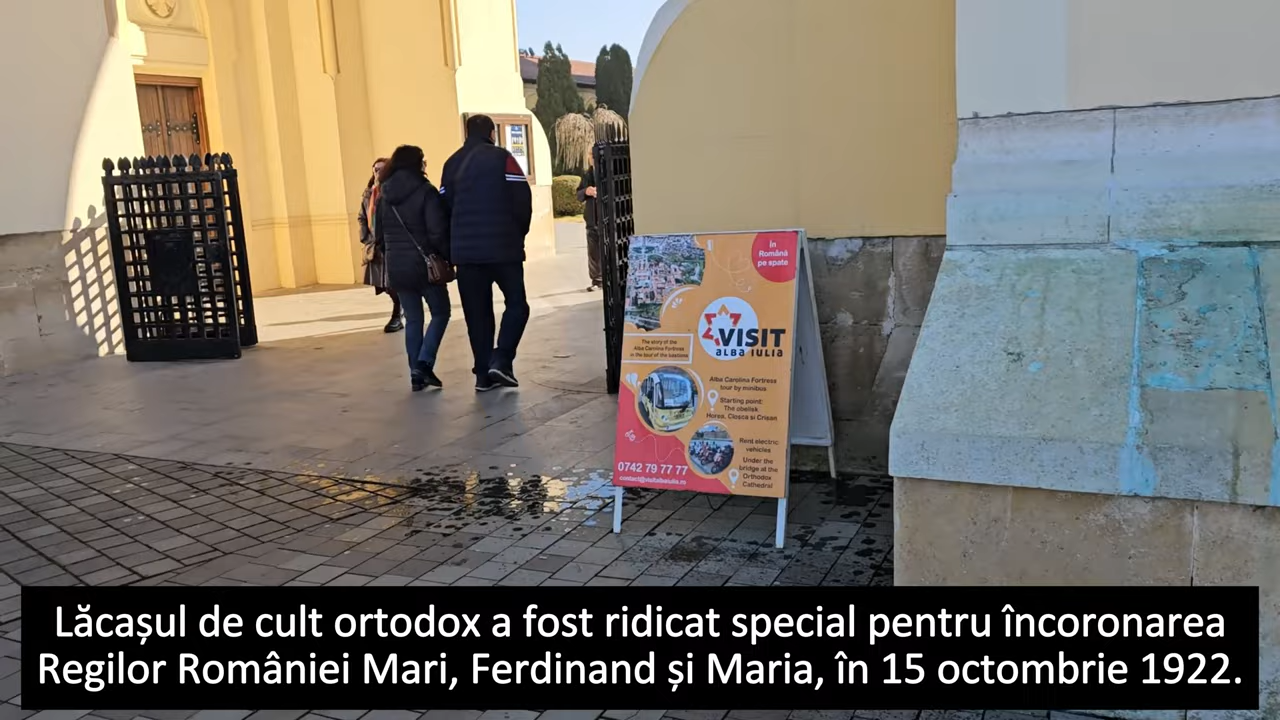 În
Română
pe spate
VISIT
alba iulia
The story of the
Alba Carolina Fortress
in the tour of the bastions
Alba Carolina Fortress
tour by minibus
Starting point:
The obelisk
Horea, Closca si Crisan
Rent electric
vehicles
Under the
bridge at the
Orthodox
Cathedral
0742 79 77 77
contact@visitalbaiulia.ro
Lăcașul de cult ortodox a fost ridicat special pentru încoronarea
Regilor României Mari, Ferdinand și Maria, în 15 octombrie 1922.